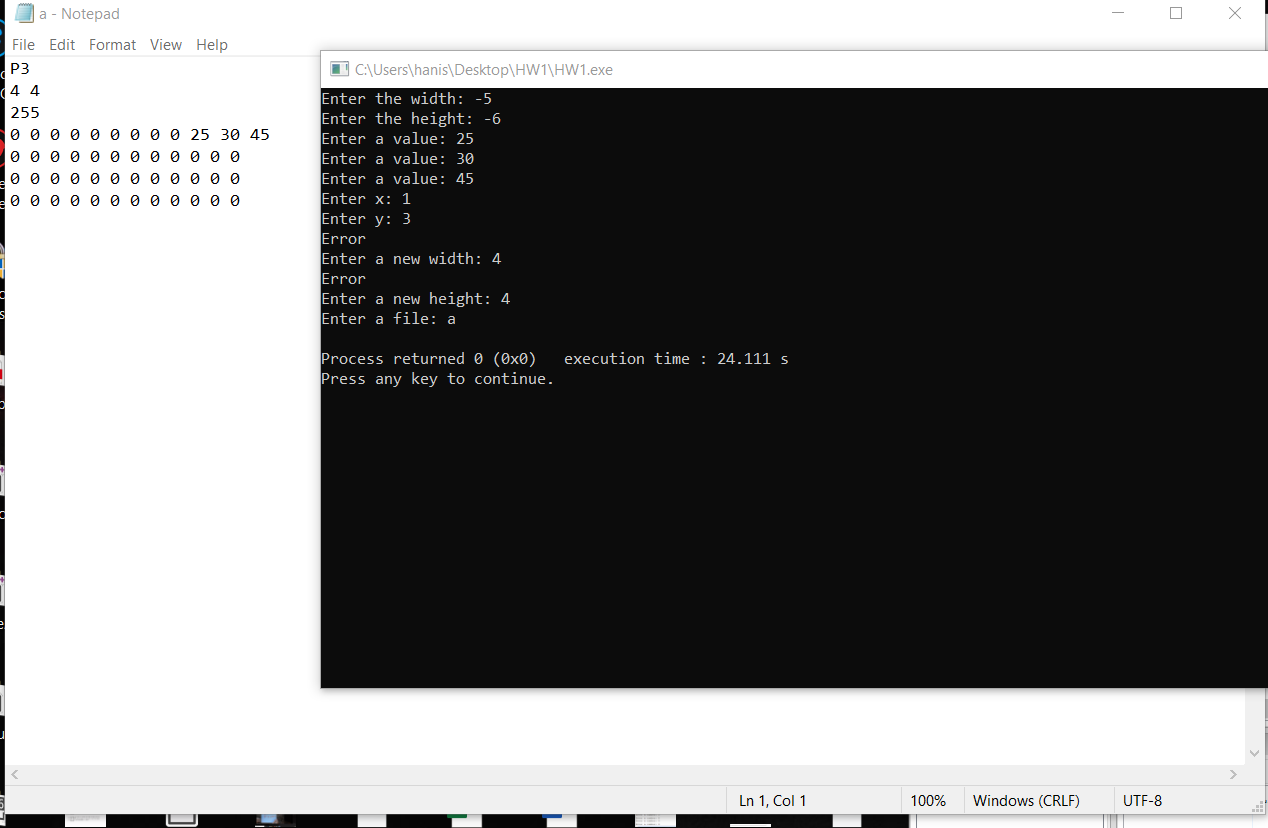 a - Notepad
File Edit Format View Help
P3
4 4
255
0 0 0 0 0 0 0 0 0 25 30 45
0 0 0 0 0 0 0 0 0 0 0 0
0 0 0 0 0 0 0 0 0 0 0 0
0 0 0 0 0 0 0 0 0 0 0 0
C:\Users\hanis\Desktop\HW1\HW1.exe
Enter the width: -5
Enter the height: -6
Enter a value: 25
Enter a value: 30
Enter a value: 45
Enter x: 1
Enter y: 3
Error
Enter a new width: 4
Error
Enter a new height: 4
Enter a file: a
Process returned 0 (0x0)   execution time : 24.111 s
Press any key to continue.
Ln 1, Col 1
100%
Windows (CRLF)
UTF-8